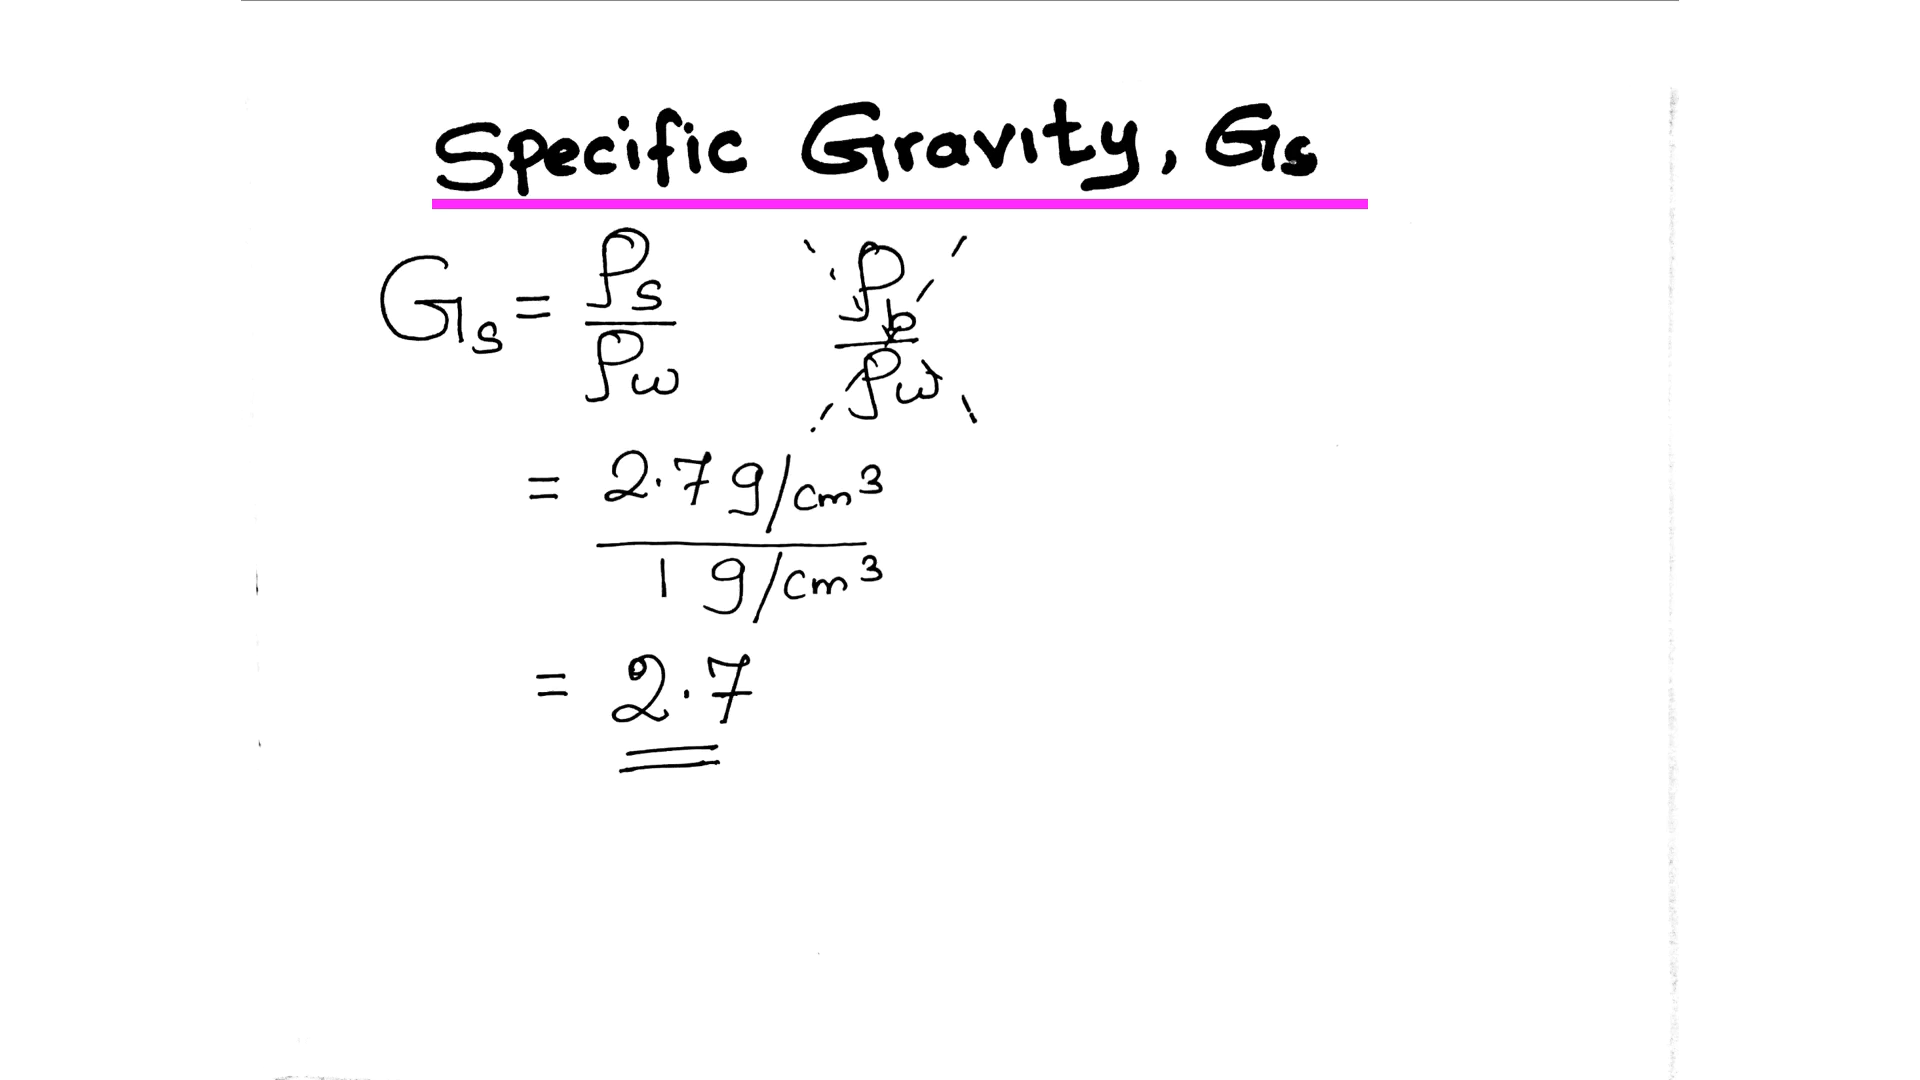 Specific Gravity, Gs
Gs = ρs/ρw ρb/ρw
= 2.7 g/cm³ / 1 g/cm³
= 2.7